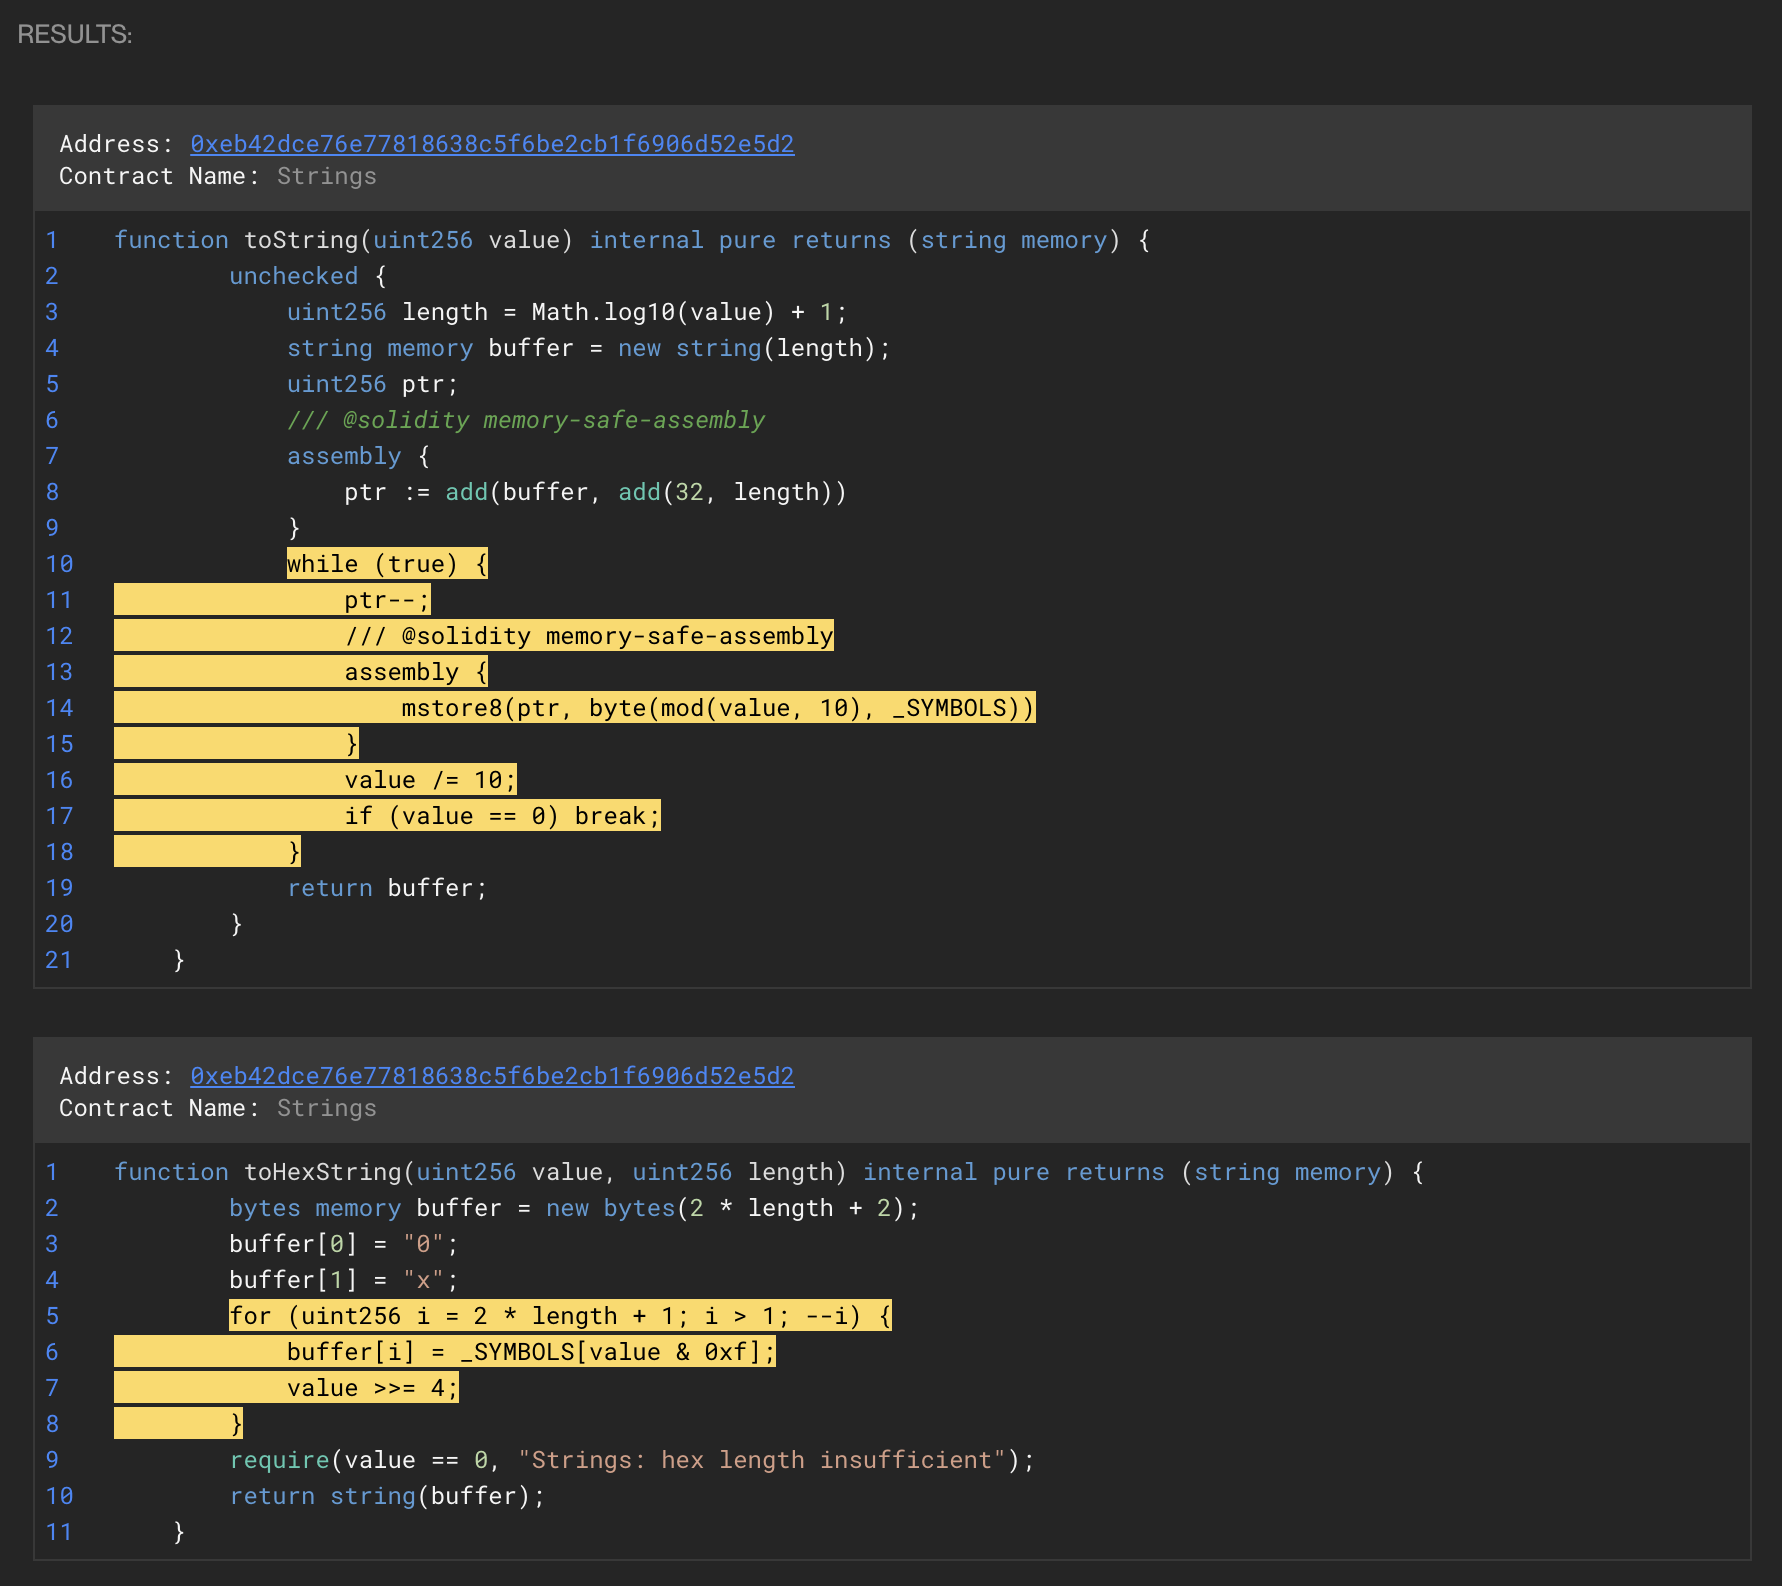 RESULTS:
Address: 0xeb42dce76e77818638c5f6be2cb1f6906d52e5d2
Contract Name: Strings
1 function toString(uint256 value) internal pure returns (string memory) {
2 unchecked {
3 uint256 length = Math.log10(value) + 1;
4 string memory buffer = new string(length);
5 uint256 ptr;
6 /// @solidity memory-safe-assembly
7 assembly {
8 ptr := add(buffer, add(32, length))
9 }
10 while (true) {
11 ptr--;
12 /// @solidity memory-safe-assembly
13 assembly {
14 mstore8(ptr, byte(mod(value, 10), _SYMBOLS))
15 }
16 value /= 10;
17 if (value == 0) break;
18 }
19 return buffer;
20 }
21 }
Address: 0xeb42dce76e77818638c5f6be2cb1f6906d52e5d2
Contract Name: Strings
1 function toHexString(uint256 value, uint256 length) internal pure returns (string memory) {
2 bytes memory buffer = new bytes(2 * length + 2);
3 buffer[0] = "0";
4 buffer[1] = "x";
5 for (uint256 i = 2 * length + 1; i > 1; --i) {
6 buffer[i] = _SYMBOLS[value & 0xf];
7 value >>= 4;
8 }
9 require(value == 0, "Strings: hex length insufficient");
10 return string(buffer);
11 }